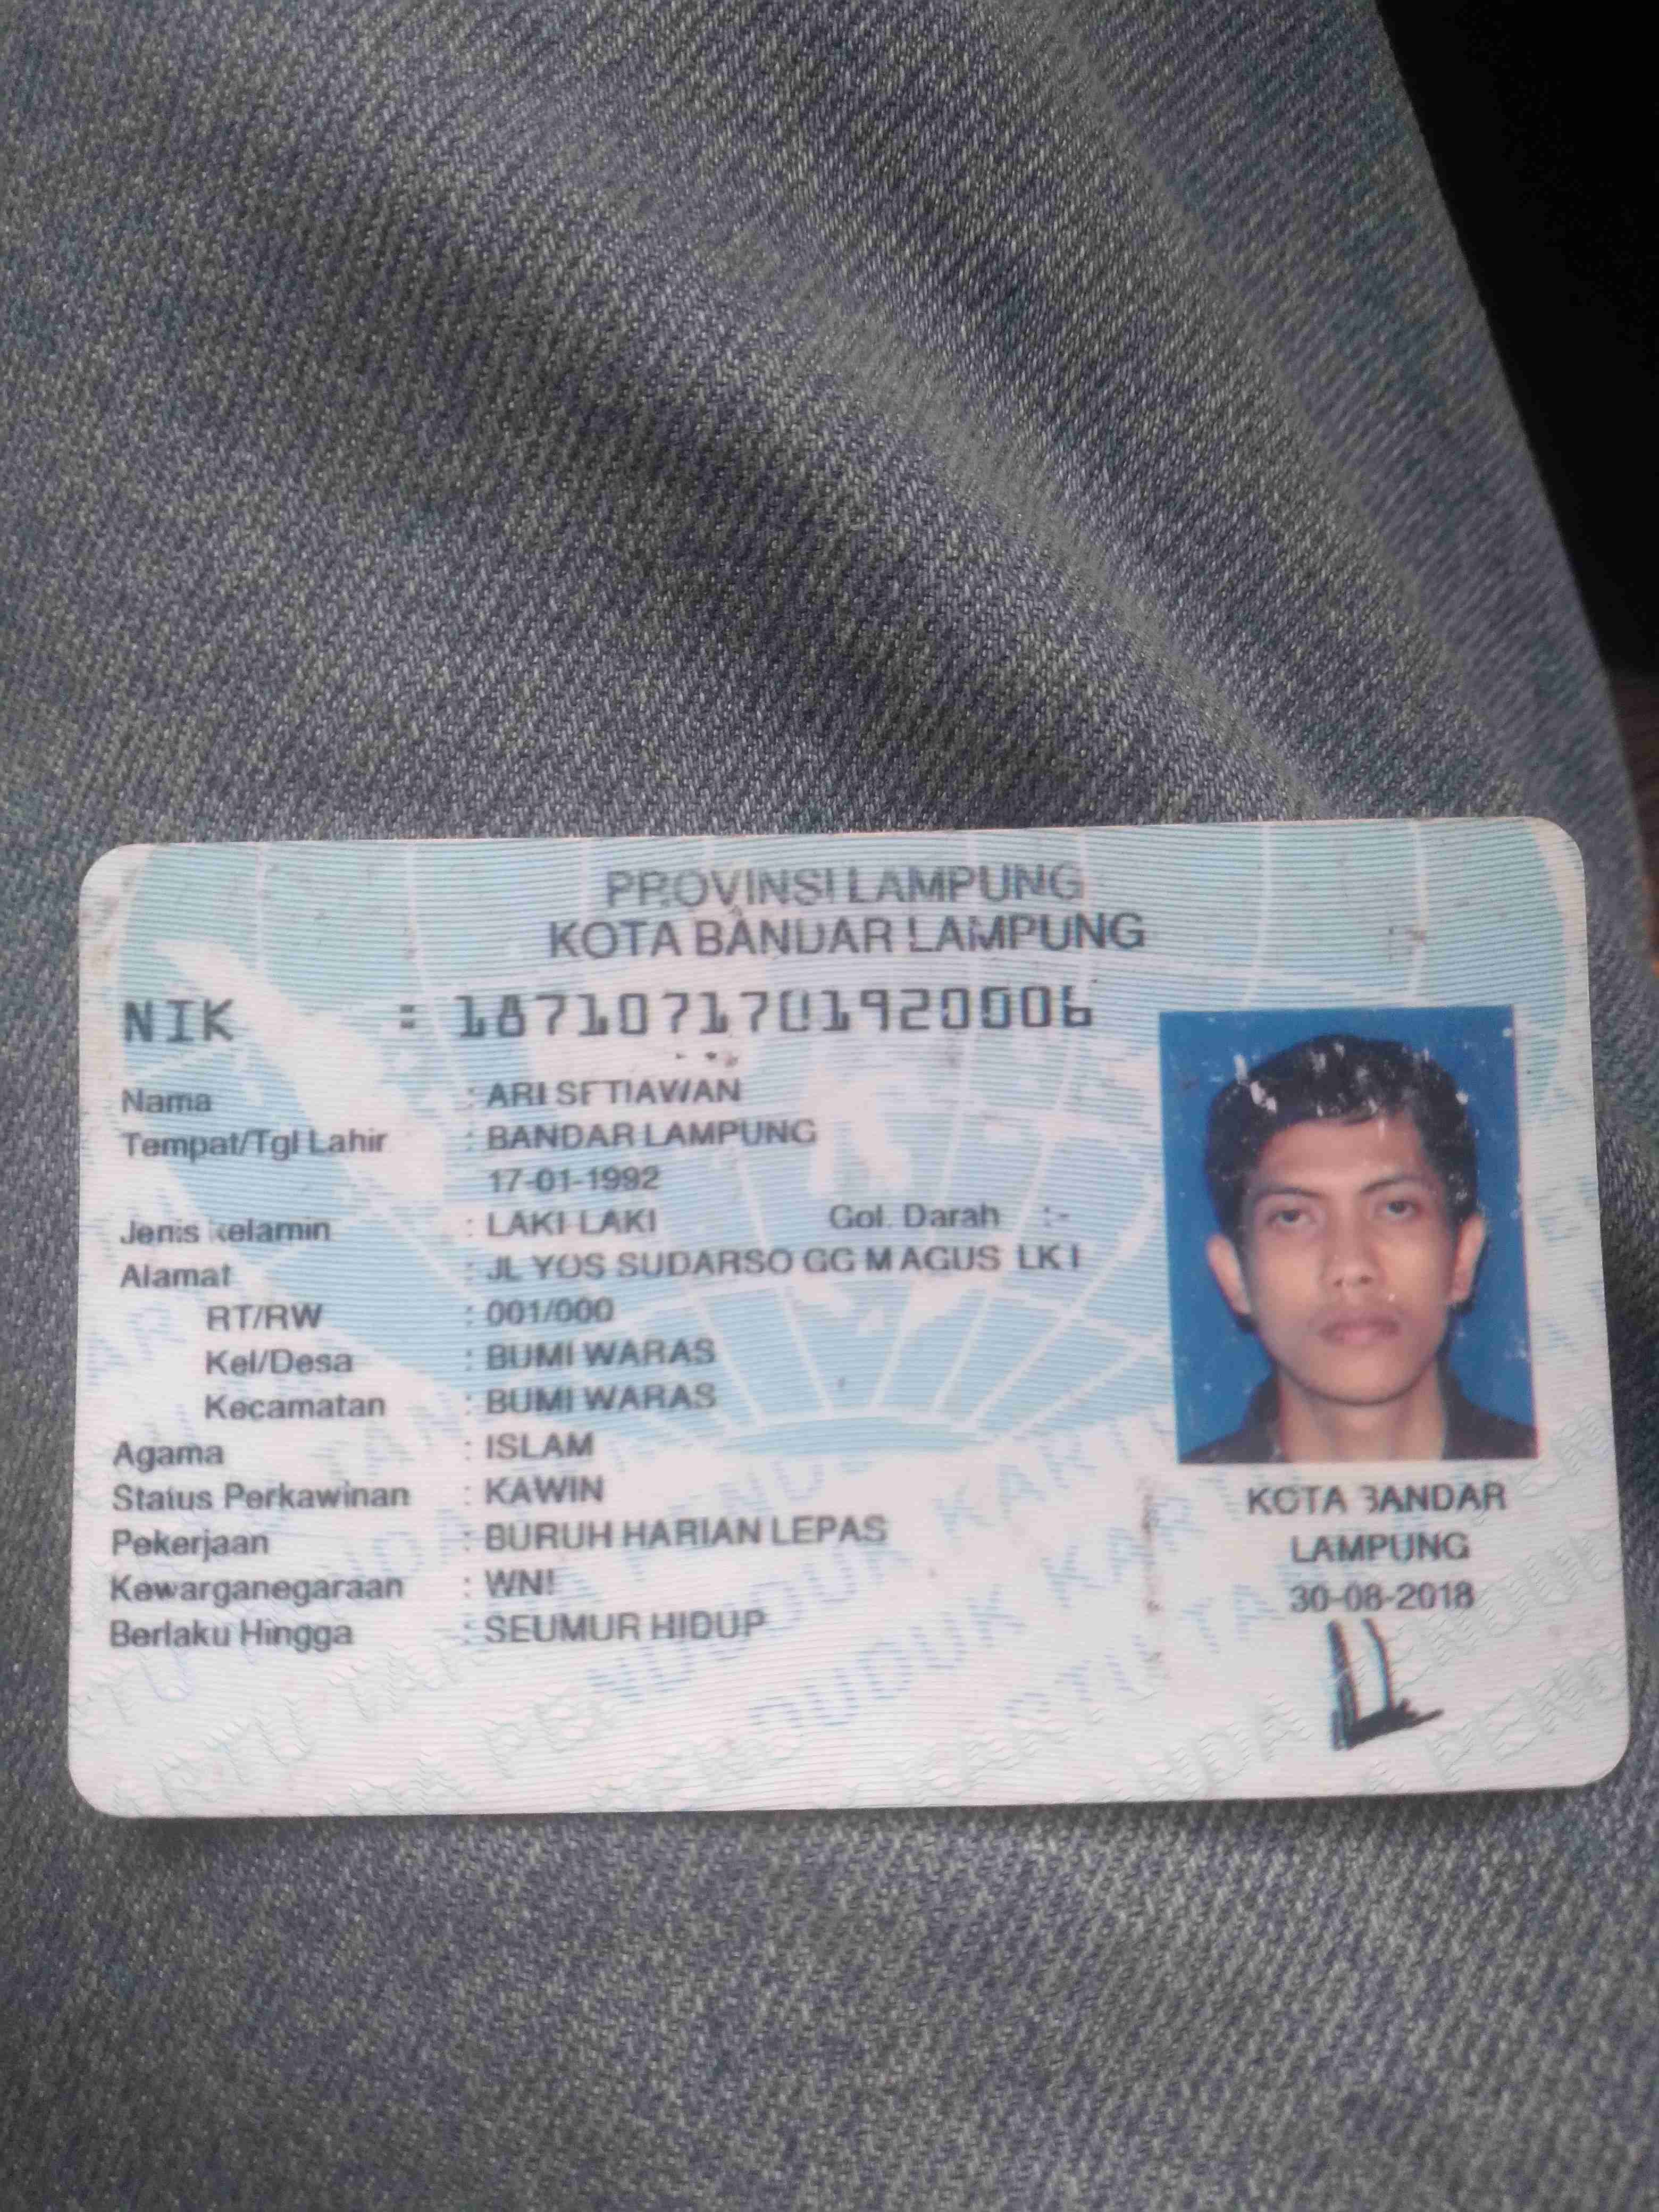 PROVINSI LAMPUNG
KOTA BANDAR LAMPUNG
NIK : 1871071701920006
Nama : ARI SETIAWAN
Tempat/Tgl Lahir : BANDAR LAMPUNG
17-01-1992
Jenis kelamin : LAKI-LAKI Gol. Darah : -
Alamat : JL YOS SUDARSO GG M AGUS LK I
RT/RW : 001/000
Kel/Desa : BUMI WARAS
Kecamatan : BUMI WARAS
Agama : ISLAM
Status Perkawinan : KAWIN
Pekerjaan : BURUH HARIAN LEPAS
Kewarganegaraan : WNI
Berlaku Hingga : SEUMUR HIDUP
KOTA BANDAR
LAMPUNG
30-08-2018